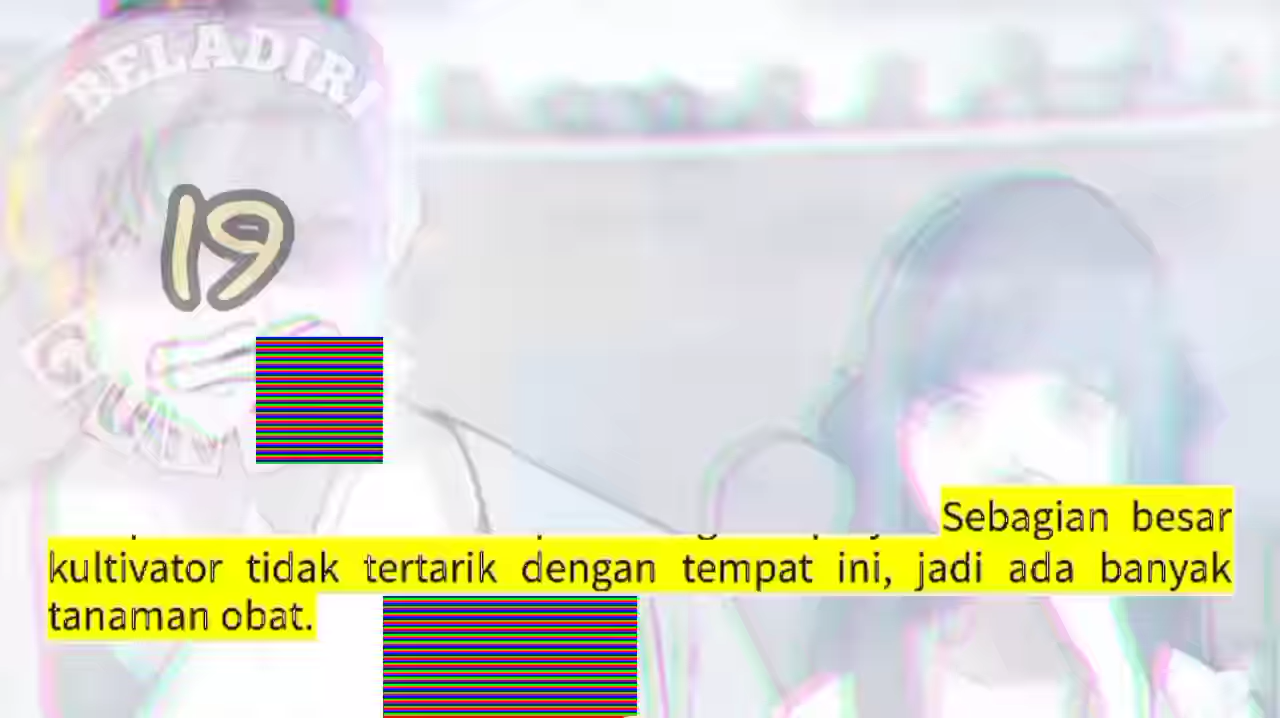 BELADIRI
19
Sebagian besar
kultivator tidak tertarik dengan tempat ini, jadi ada banyak
tanaman obat.